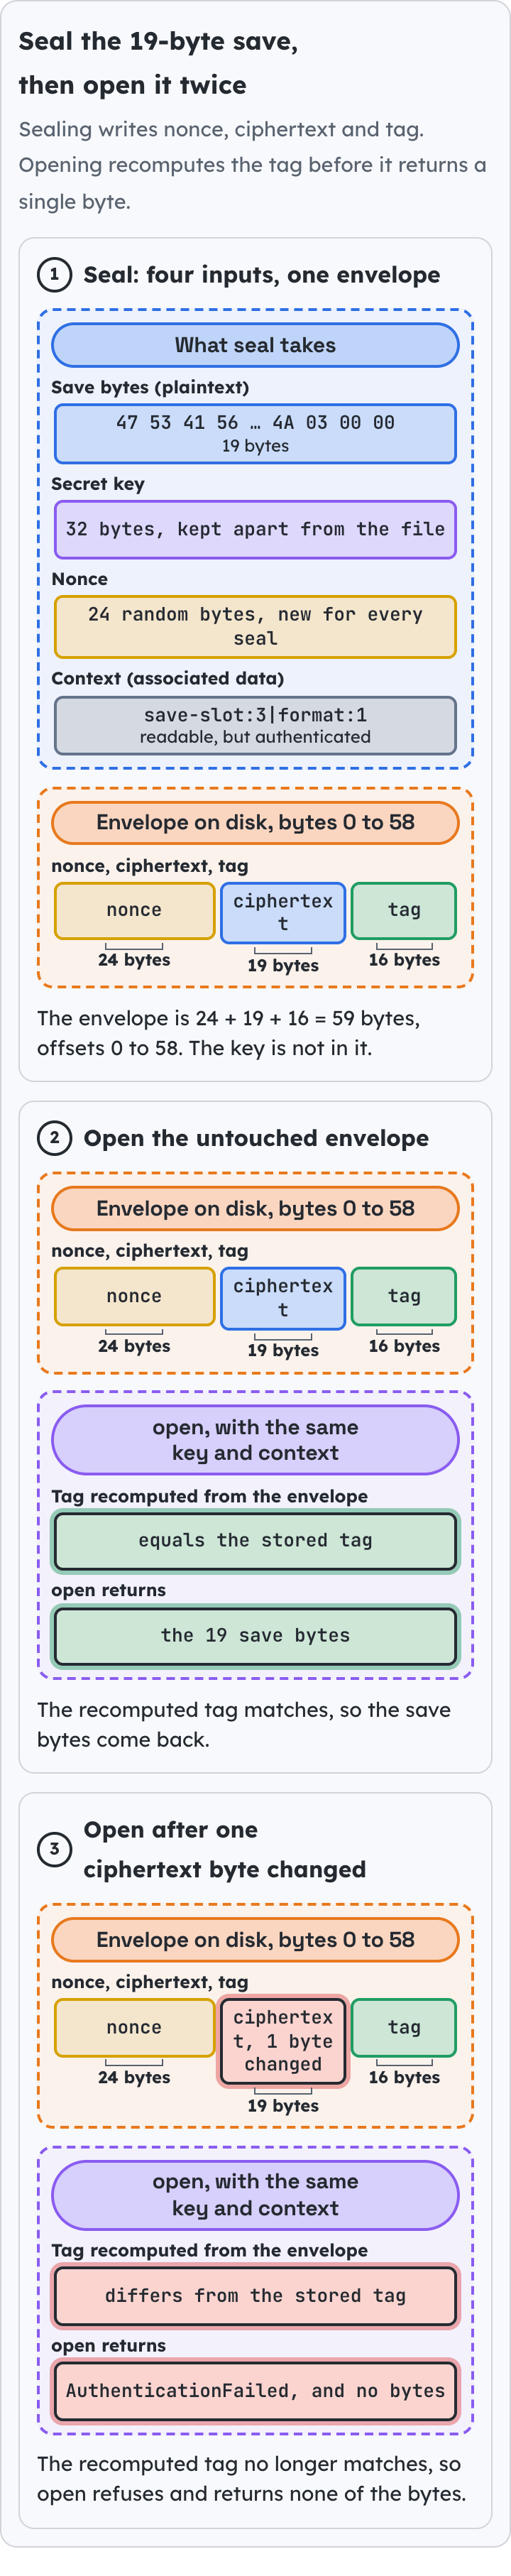 Seal the 19-byte save,
then open it twice
Sealing writes nonce, ciphertext and tag.
Opening recomputes the tag before it returns a
single byte.
1 Seal: four inputs, one envelope
What seal takes
Save bytes (plaintext)
47 53 41 56 … 4A 03 00 00
19 bytes
Secret key
32 bytes, kept apart from the file
Nonce
24 random bytes, new for every
seal
Context (associated data)
save-slot:3|format:1
readable, but authenticated
Envelope on disk, bytes 0 to 58
nonce, ciphertext, tag
nonce
ciphertex
t
tag
24 bytes
19 bytes
16 bytes
The envelope is 24 + 19 + 16 = 59 bytes,
offsets 0 to 58. The key is not in it.
2 Open the untouched envelope
Envelope on disk, bytes 0 to 58
nonce, ciphertext, tag
nonce
ciphertex
t
tag
24 bytes
19 bytes
16 bytes
open, with the same
key and context
Tag recomputed from the envelope
equals the stored tag
open returns
the 19 save bytes
The recomputed tag matches, so the save
bytes come back.
3 Open after one
ciphertext byte changed
Envelope on disk, bytes 0 to 58
nonce, ciphertext, tag
nonce
ciphertex
t, 1 byte
changed
tag
24 bytes
19 bytes
16 bytes
open, with the same
key and context
Tag recomputed from the envelope
differs from the stored tag
open returns
AuthenticationFailed, and no bytes
The recomputed tag no longer matches, so
open refuses and returns none of the bytes.